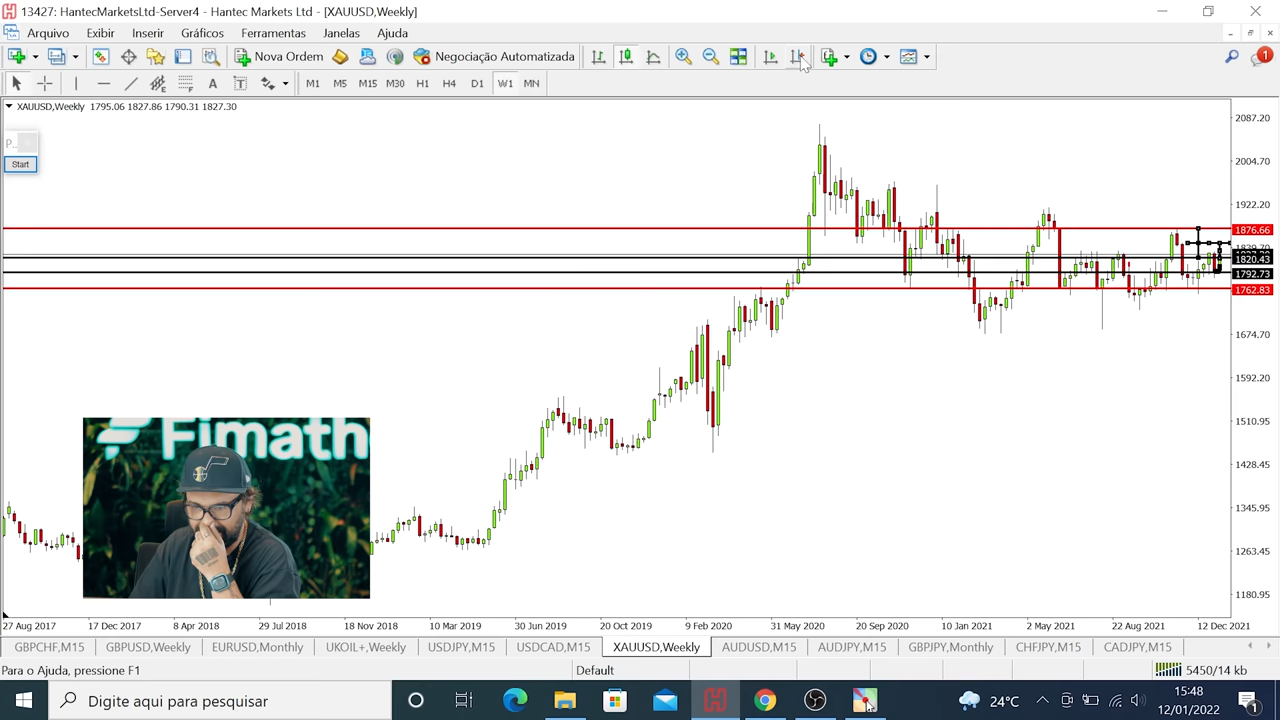 13427: HantecMarketsLtd-Server4 - Hantec Markets Ltd - [XAUUSD,Weekly]
Arquivo Exibir Inserir Gráficos Ferramentas Janelas Ajuda
Nova Ordem Negociação Automatizada
A T M1 M5 M15 M30 H1 H4 D1 W1 MN
XAUUSD,Weekly 1795.06 1827.86 1790.31 1827.30
P...
Start
2087.20
2004.70
1922.20
1876.66
1820.43
1792.73
1762.83
1674.70
1592.20
1510.95
1428.45
1345.95
1263.45
1180.95
Fimath
27 Aug 2017 17 Dec 2017 8 Apr 2018 29 Jul 2018 18 Nov 2018 10 Mar 2019 30 Jun 2019 20 Oct 2019 9 Feb 2020 31 May 2020 20 Sep 2020 10 Jan 2021 2 May 2021 22 Aug 2021 12 Dec 2021
GBPCHF,M15 GBPUSD,Weekly EURUSD,Monthly UKOIL+,Weekly USDJPY,M15 USDCAD,M15 XAUUSD,Weekly AUDUSD,M15 AUDJPY,M15 GBPJPY,Monthly CHFJPY,M15 CADJPY,M15
Para o Ajuda, pressione F1 Default 5450/14 kb
Digite aqui para pesquisar 24°C 15:48
12/01/2022
1
1